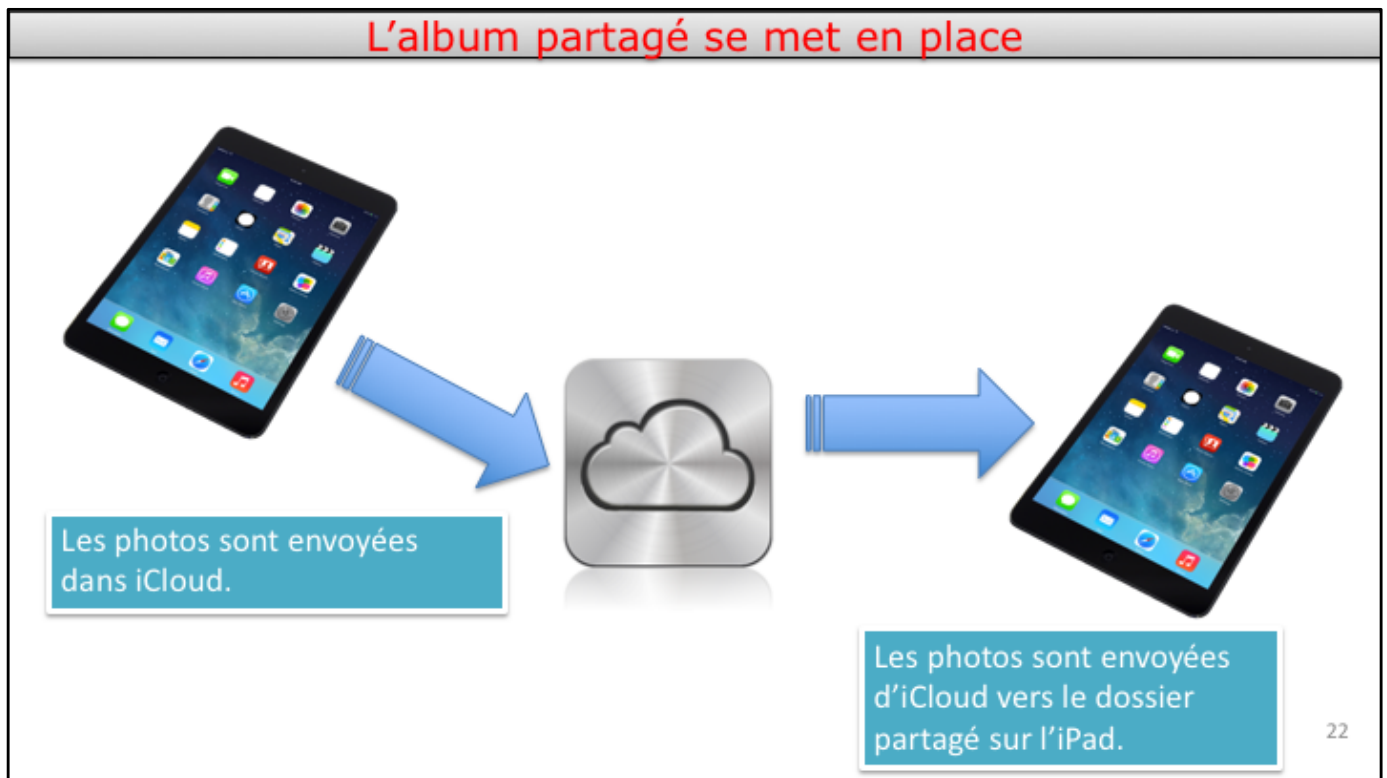 L'album partagé se met en place
Les photos sont envoyées
dans iCloud.
Les photos sont envoyées
d'iCloud vers le dossier
partagé sur l'iPad.
22